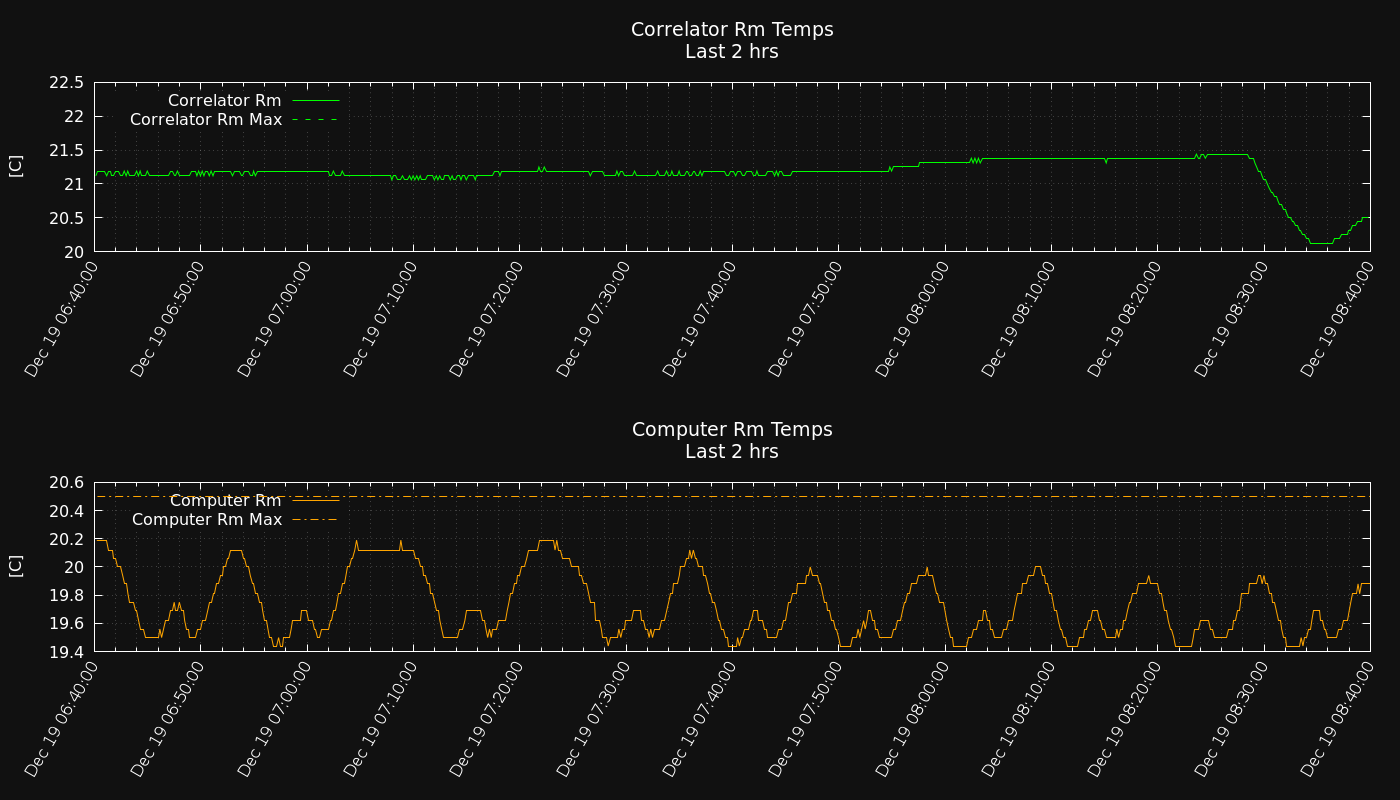 Correlator Rm Temps
Last 2 hrs
22.5
22
21.5
21
20.5
20
[C]
Correlator Rm
Correlator Rm Max
Dec 19 06:40:00
Dec 19 06:50:00
Dec 19 07:00:00
Dec 19 07:10:00
Dec 19 07:20:00
Dec 19 07:30:00
Dec 19 07:40:00
Dec 19 07:50:00
Dec 19 08:00:00
Dec 19 08:10:00
Dec 19 08:20:00
Dec 19 08:30:00
Dec 19 08:40:00
Computer Rm Temps
Last 2 hrs
20.6
20.4
20.2
20
19.8
19.6
19.4
[C]
Computer Rm
Computer Rm Max
Dec 19 06:40:00
Dec 19 06:50:00
Dec 19 07:00:00
Dec 19 07:10:00
Dec 19 07:20:00
Dec 19 07:30:00
Dec 19 07:40:00
Dec 19 07:50:00
Dec 19 08:00:00
Dec 19 08:10:00
Dec 19 08:20:00
Dec 19 08:30:00
Dec 19 08:40:00